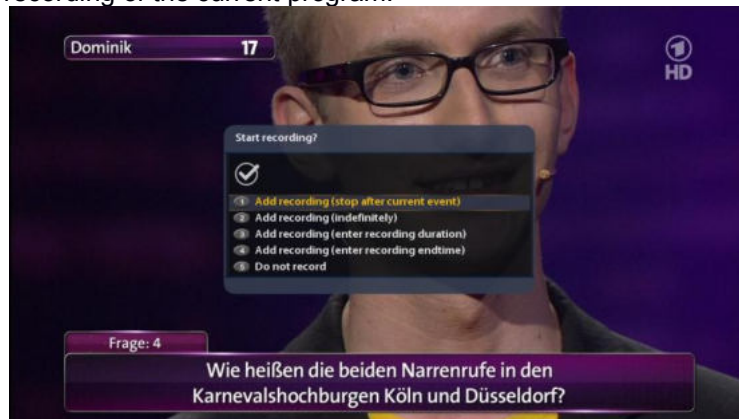 recording of the current program.
Dominik 17
1
HD
Start recording?
1 Add recording (stop after current event)
2 Add recording (indefinitely)
3 Add recording (enter recording duration)
4 Add recording (enter recording endtime)
5 Do not record
Frage: 4
Wie heißen die beiden Narrenrufe in den
Karnevalshochburgen Köln und Düsseldorf?